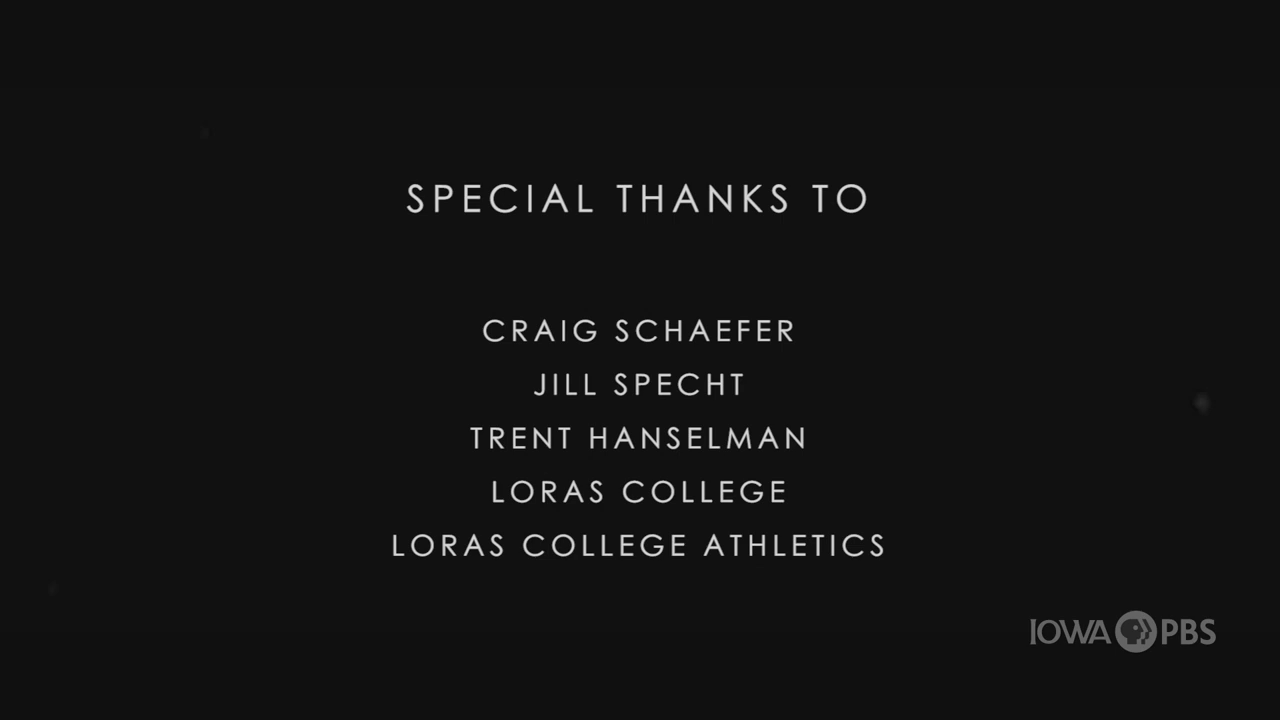 SPECIAL THANKS TO
CRAIG SCHAEFER
JILL SPECHT
TRENT HANSELMAN
LORAS COLLEGE
LORAS COLLEGE ATHLETICS
IOWA PBS